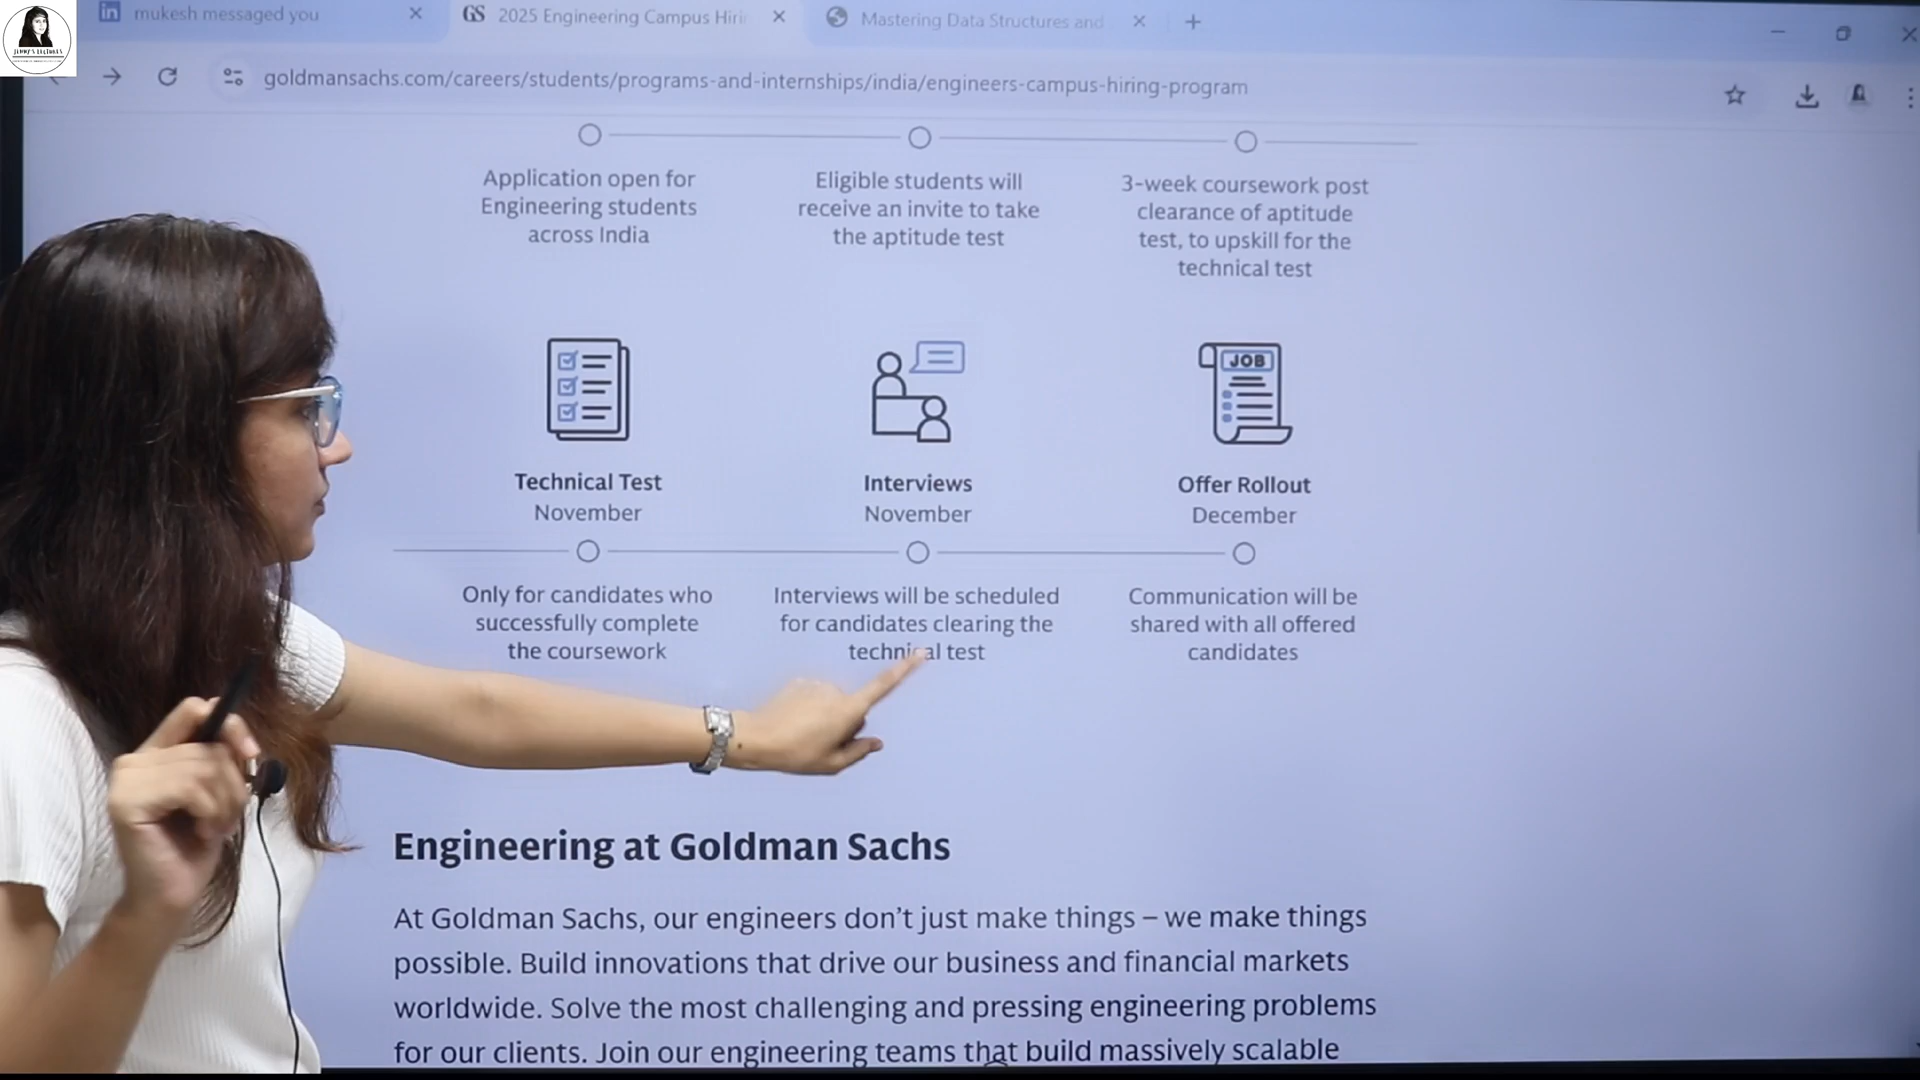 JENNY'S LECTURES
in mukesh messaged you
GS 2025 Engineering Campus Hiri
Mastering Data Structures and
goldmansachs.com/careers/students/programs-and-internships/india/engineers-campus-hiring-program
Application open for
Engineering students
across India
Eligible students will
receive an invite to take
the aptitude test
3-week coursework post
clearance of aptitude
test, to upskill for the
technical test
JOB
Technical Test
November
Interviews
November
Offer Rollout
December
Only for candidates who
successfully complete
the coursework
Interviews will be scheduled
for candidates clearing the
technical test
Communication will be
shared with all offered
candidates
Engineering at Goldman Sachs
At Goldman Sachs, our engineers don’t just make things – we make things
possible. Build innovations that drive our business and financial markets
worldwide. Solve the most challenging and pressing engineering problems
for our clients. Join our engineering teams that build massively scalable